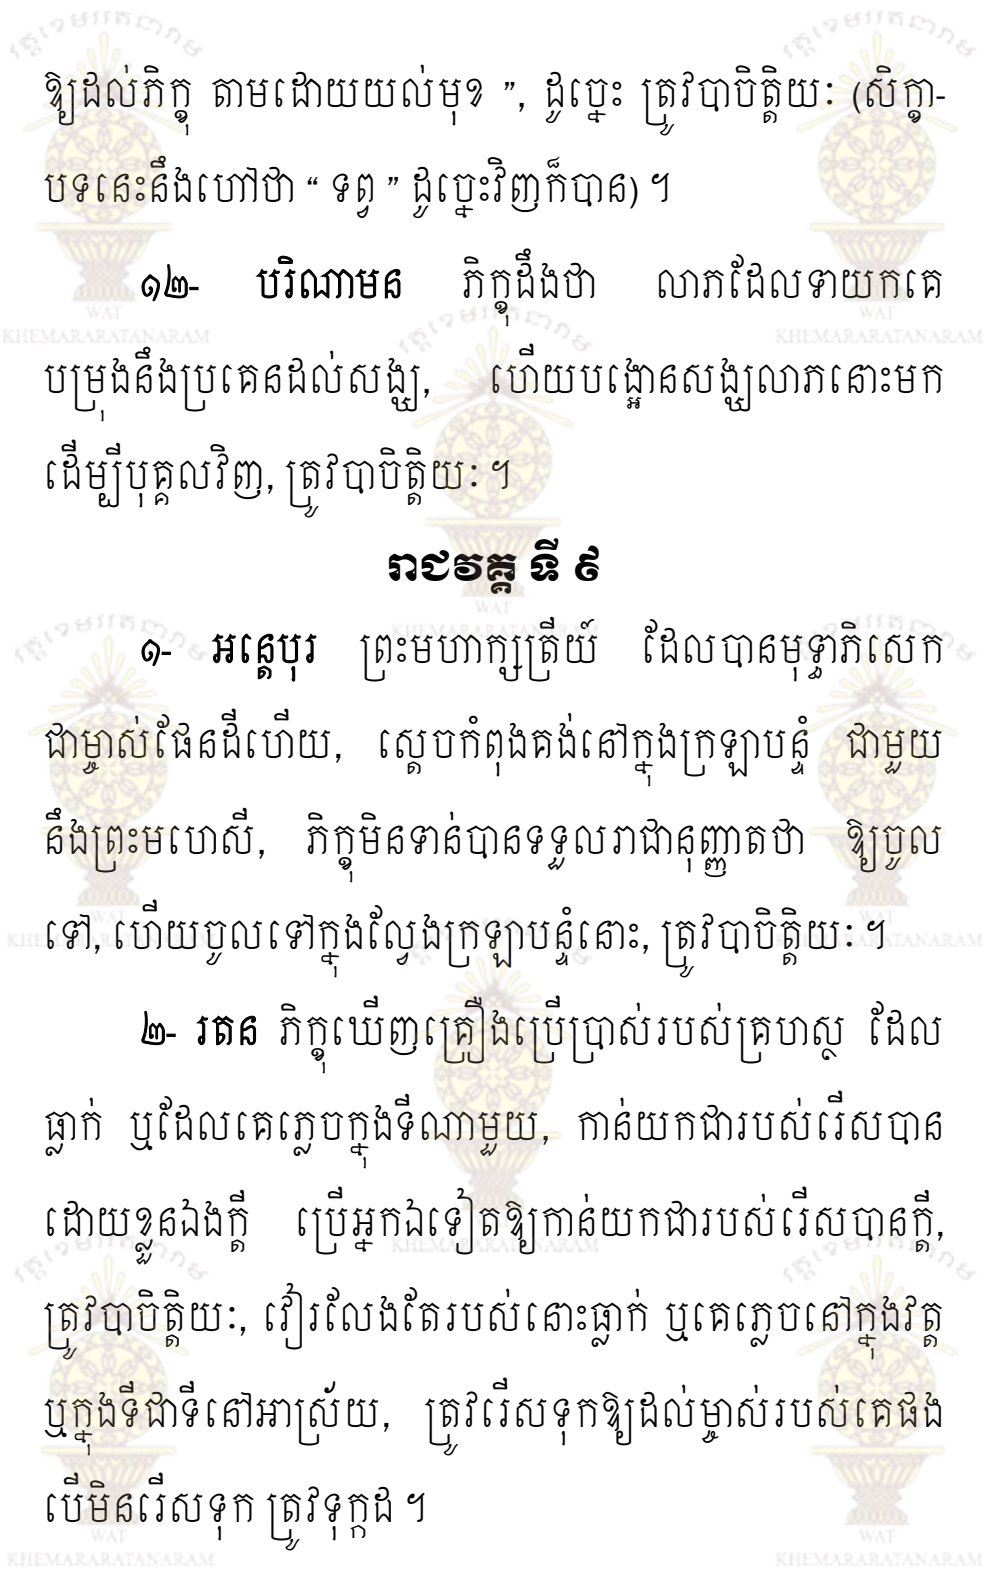 ឱ្យដល់ភិក្ខុ តាមដោយយល់មុខ ”, ដូច្នេះ ត្រូវបាចិត្តិយៈ (សិក្ខា-
បទនេះនឹងហៅថា “ ទព្វ ” ដូច្នេះវិញក៏បាន) ។
១២- បរិណាមន ភិក្ខុដឹងថា លាភដែលទាយកគេ
បម្រុងនឹងប្រគេនដល់សង្ឃ, ហើយបង្អោនសង្ឃលាភនោះមក
ដើម្បីបុគ្គលវិញ, ត្រូវបាចិត្តិយៈ ។
រាជវគ្គ ទី ៩
១- អន្តេបុរ ព្រះមហាក្សត្រីយ៍ ដែលបានមុទ្ធាភិសេក
ជាម្ចាស់ផែនដីហើយ, ស្តេចកំពុងគង់នៅក្នុងក្រឡាបន្ទំ ជាមួយ
នឹងព្រះមហេសី, ភិក្ខុមិនទាន់បានទទួលរាជានុញ្ញាតថា ឱ្យចូល
ទៅ, ហើយចូលទៅក្នុងល្វែងក្រឡាបន្ទំនោះ, ត្រូវបាចិត្តិយៈ ។
២- រតន ភិក្ខុឃើញគ្រឿងប្រើប្រាស់របស់គ្រហស្ថ ដែល
ធ្លាក់ ឬដែលគេភ្លេចក្នុងទីណាមួយ, កាន់យកជារបស់រើសបាន
ដោយខ្លួនឯងក្តី ប្រើអ្នកឯទៀតឱ្យកាន់យកជារបស់រើសបានក្តី,
ត្រូវបាចិត្តិយៈ, វៀរលែងតែរបស់នោះធ្លាក់ ឬគេភ្លេចនៅក្នុងវត្ត
ឬក្នុងទីជាទីនៅអាស្រ័យ, ត្រូវរើសទុកឱ្យដល់ម្ចាស់របស់គេផង
បើមិនរើសទុក ត្រូវទុក្កដ ។
WAT
KHEMARARATANARAM